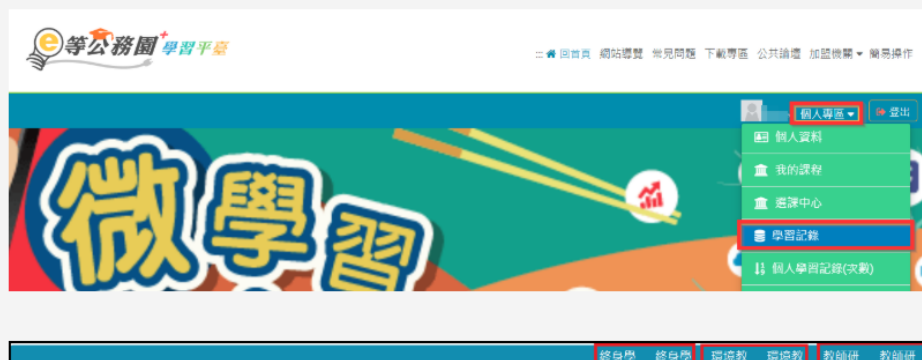 e等公務園+學習平臺
::: 回首頁 網站導覽 常見問題 下載專區 公共論壇 加盟機關 簡易操作
個人專區 登出
個人資料
我的課程
選課中心
學習記錄
個人學習記錄(次數)
微學習
終身學 終身學 環境教 環境教 教師研 教師研